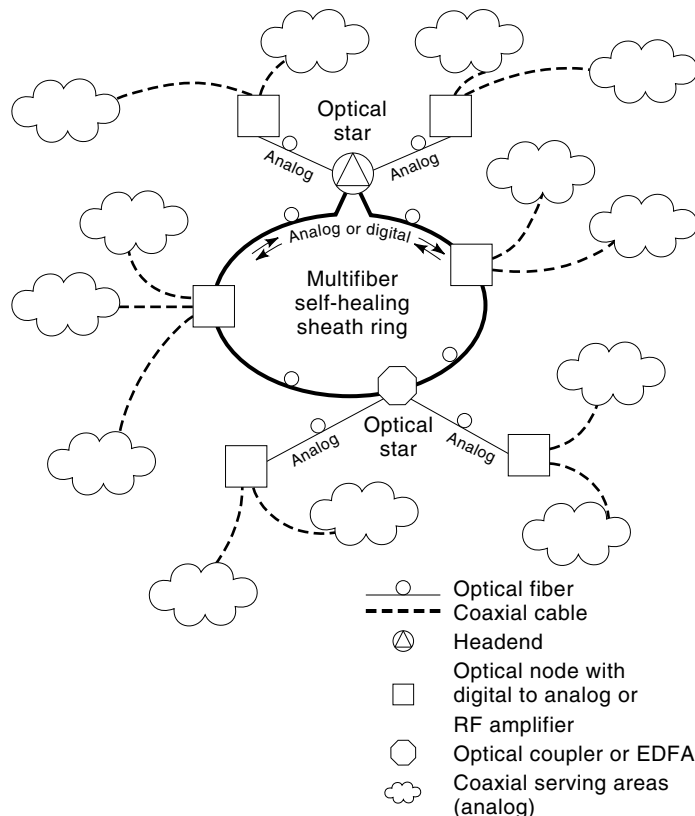 Optical
star
Analog
Analog
Analog or digital
Multifiber
self-healing
sheath ring
Analog
Optical
star
Analog
Optical fiber
Coaxial cable
Headend
Optical node with
digital to analog or
RF amplifier
Optical coupler or EDFA
Coaxial serving areas
(analog)